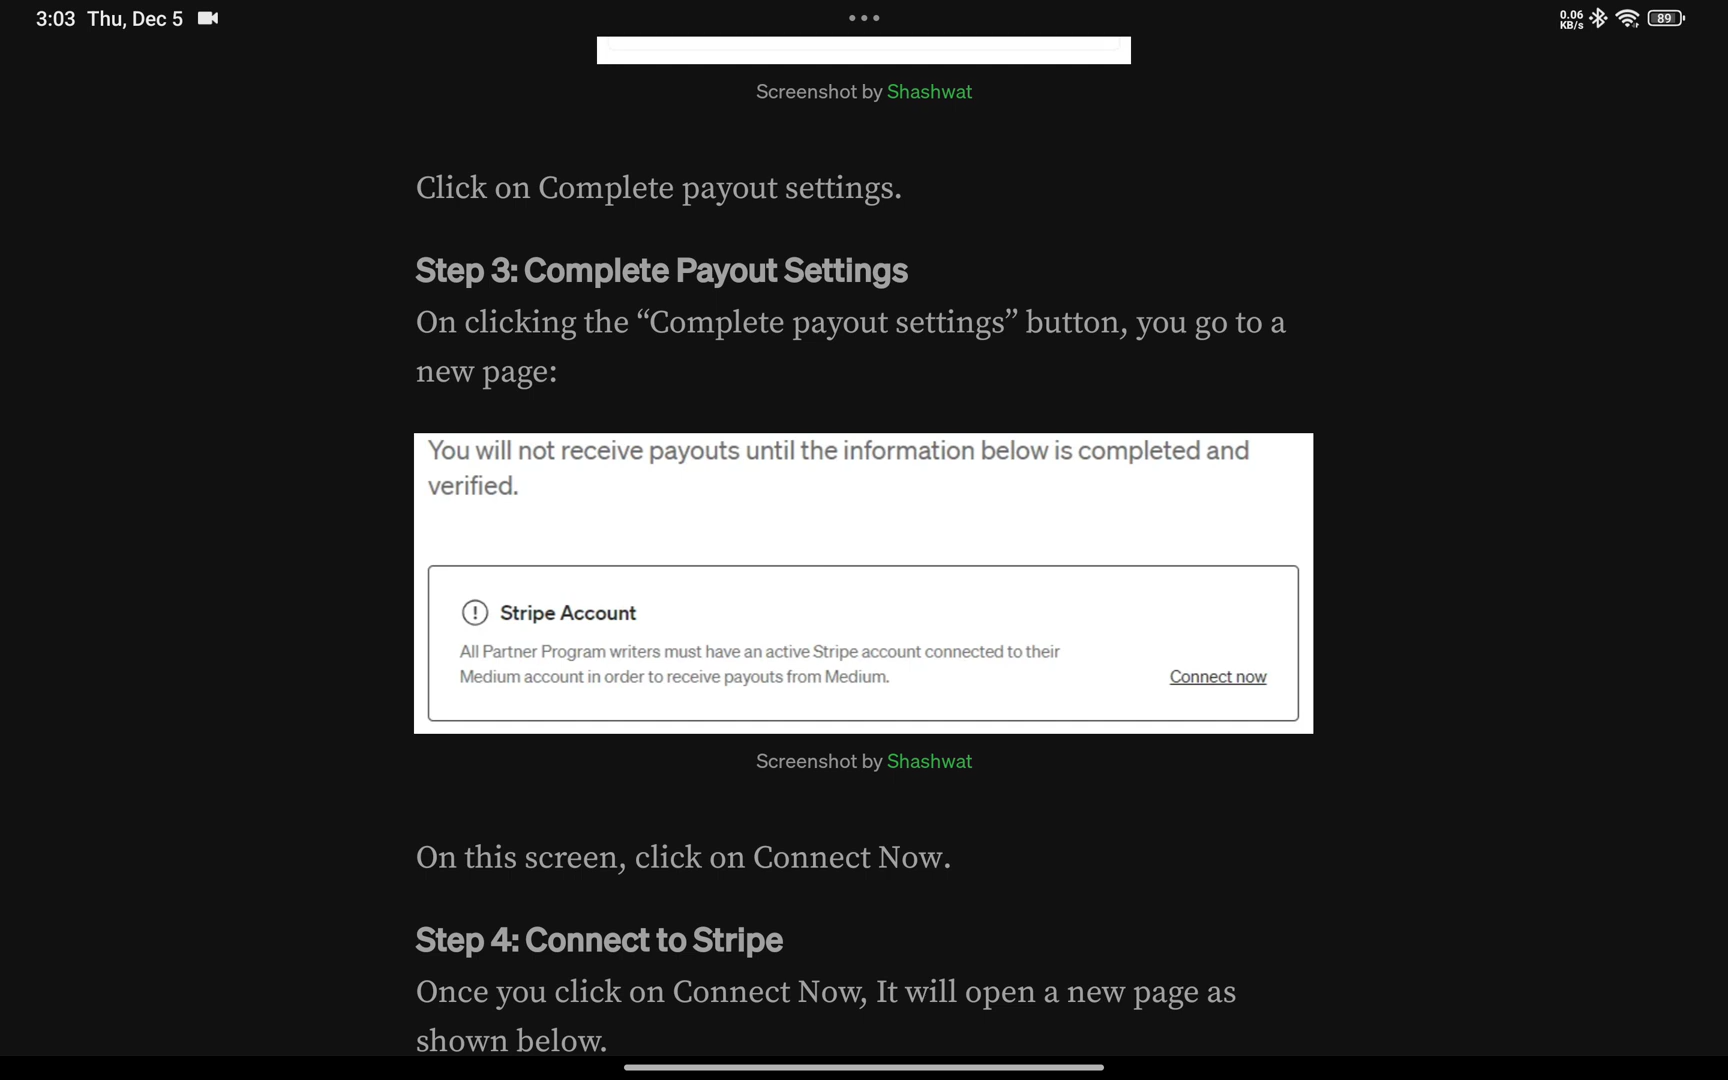 3:03 Thu, Dec 5
0.06
KB/s
89
Screenshot by Shashwat
Click on Complete payout settings.
Step 3: Complete Payout Settings
On clicking the “Complete payout settings” button, you go to a
new page:
You will not receive payouts until the information below is completed and
verified.
Stripe Account
All Partner Program writers must have an active Stripe account connected to their
Medium account in order to receive payouts from Medium.
Connect now
Screenshot by Shashwat
On this screen, click on Connect Now.
Step 4: Connect to Stripe
Once you click on Connect Now, It will open a new page as
shown below.